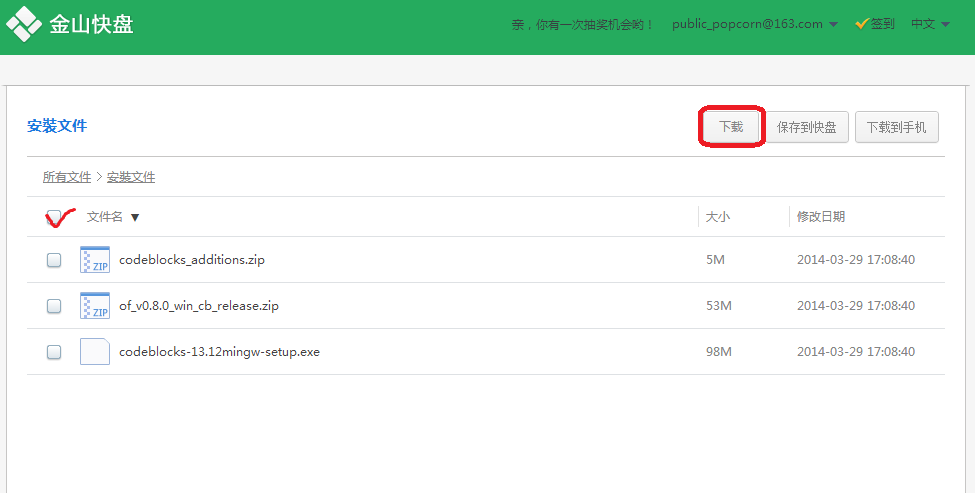 金山快盘
亲，你有一次抽奖机会哟！ public_popcorn@163.com 签到 中文
安装文件
下载 保存到快盘 下载到手机
所有文件 > 安装文件
文件名 ▼ 大小 修改日期
ZIP codeblocks_additions.zip 5M 2014-03-29 17:08:40
ZIP of_v0.8.0_win_cb_release.zip 53M 2014-03-29 17:08:40
codeblocks-13.12mingw-setup.exe 98M 2014-03-29 17:08:40